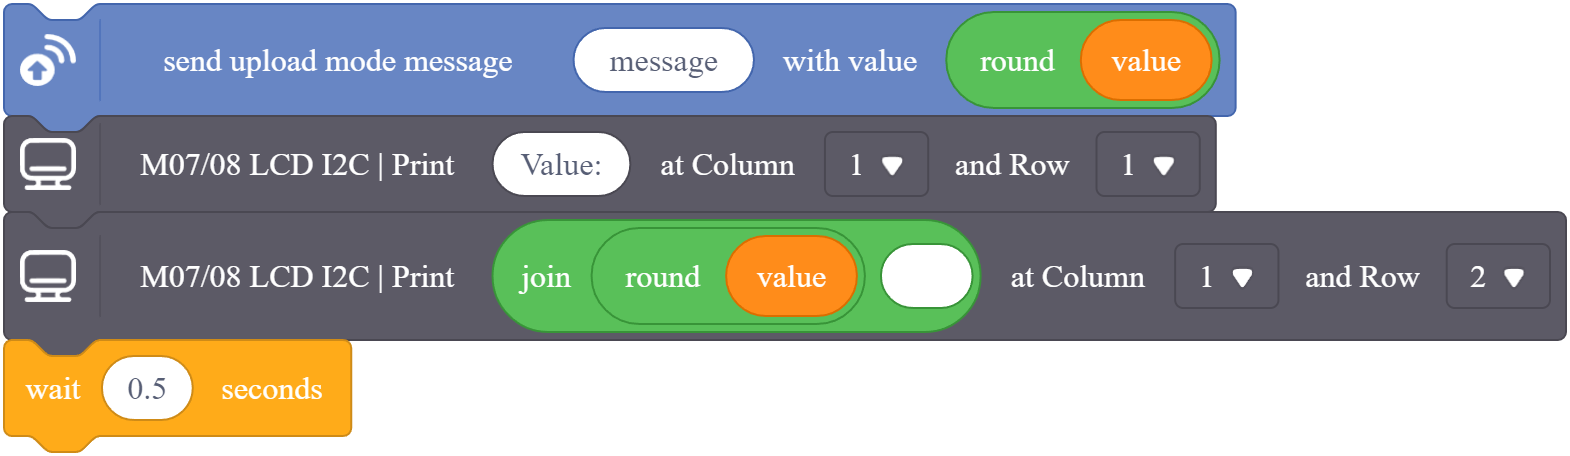 send upload mode message message with value round value
M07/08 LCD I2C | Print Value: at Column 1 and Row 1
M07/08 LCD I2C | Print join round value at Column 1 and Row 2
wait 0.5 seconds